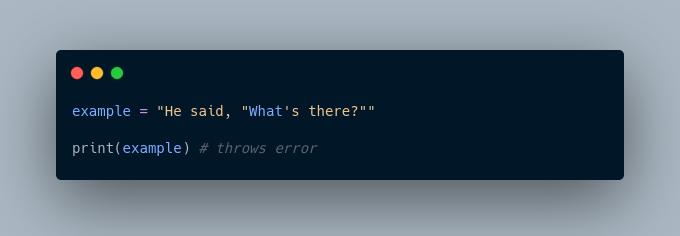 example = "He said, "What's there?""
print(example) # throws error